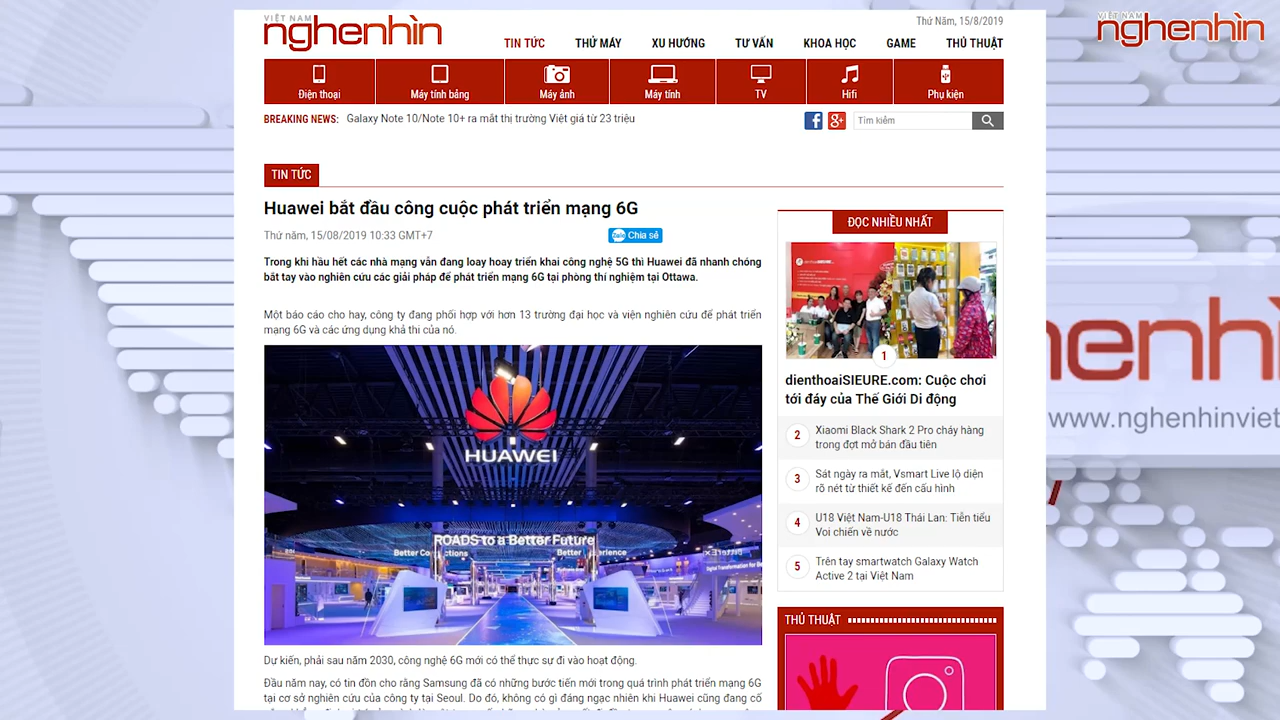 VIỆT NAM
nghenhìn
Thứ Năm, 15/8/2019
VIỆT NAM
nghenhìn
TIN TỨC THỬ MÁY XU HƯỚNG TƯ VẤN KHOA HỌC GAME THỦ THUẬT
Điện thoại Máy tính bảng Máy ảnh Máy tính TV Hifi Phụ kiện
BREAKING NEWS: Galaxy Note 10/Note 10+ ra mắt thị trường Việt giá từ 23 triệu
Tìm kiếm
TIN TỨC
Huawei bắt đầu công cuộc phát triển mạng 6G
Thứ năm, 15/08/2019 10:33 GMT+7
Zalo Chia sẻ
Trong khi hầu hết các nhà mạng vẫn đang loay hoay triển khai công nghệ 5G thì Huawei đã nhanh chóng
bắt tay vào nghiên cứu các giải pháp để phát triển mạng 6G tại phòng thí nghiệm tại Ottawa.
Một báo cáo cho hay, công ty đang phối hợp với hơn 13 trường đại học và viện nghiên cứu để phát triển
mạng 6G và các ứng dụng khả thi của nó.
HUAWEI
ROADS to a Better Future
Better Connections
Better Experience
Dự kiến, phải sau năm 2030, công nghệ 6G mới có thể thực sự đi vào hoạt động.
Đầu năm nay, có tin đồn cho rằng Samsung đã có những bước tiến mới trong quá trình phát triển mạng 6G
tại cơ sở nghiên cứu của công ty tại Seoul. Do đó, không có gì đáng ngạc nhiên khi Huawei cũng đang cố
ĐỌC NHIỀU NHẤT
1
dienthoaiSIEURE.com: Cuộc chơi
tới đáy của Thế Giới Di động
2 Xiaomi Black Shark 2 Pro cháy hàng
trong đợt mở bán đầu tiên
3 Sát ngày ra mắt, Vsmart Live lộ diện
rõ nét từ thiết kế đến cấu hình
4 U18 Việt Nam-U18 Thái Lan: Tiễn tiểu
Voi chiến về nước
5 Trên tay smartwatch Galaxy Watch
Active 2 tại Việt Nam
THỦ THUẬT
enhìn
www.nghenhinviet